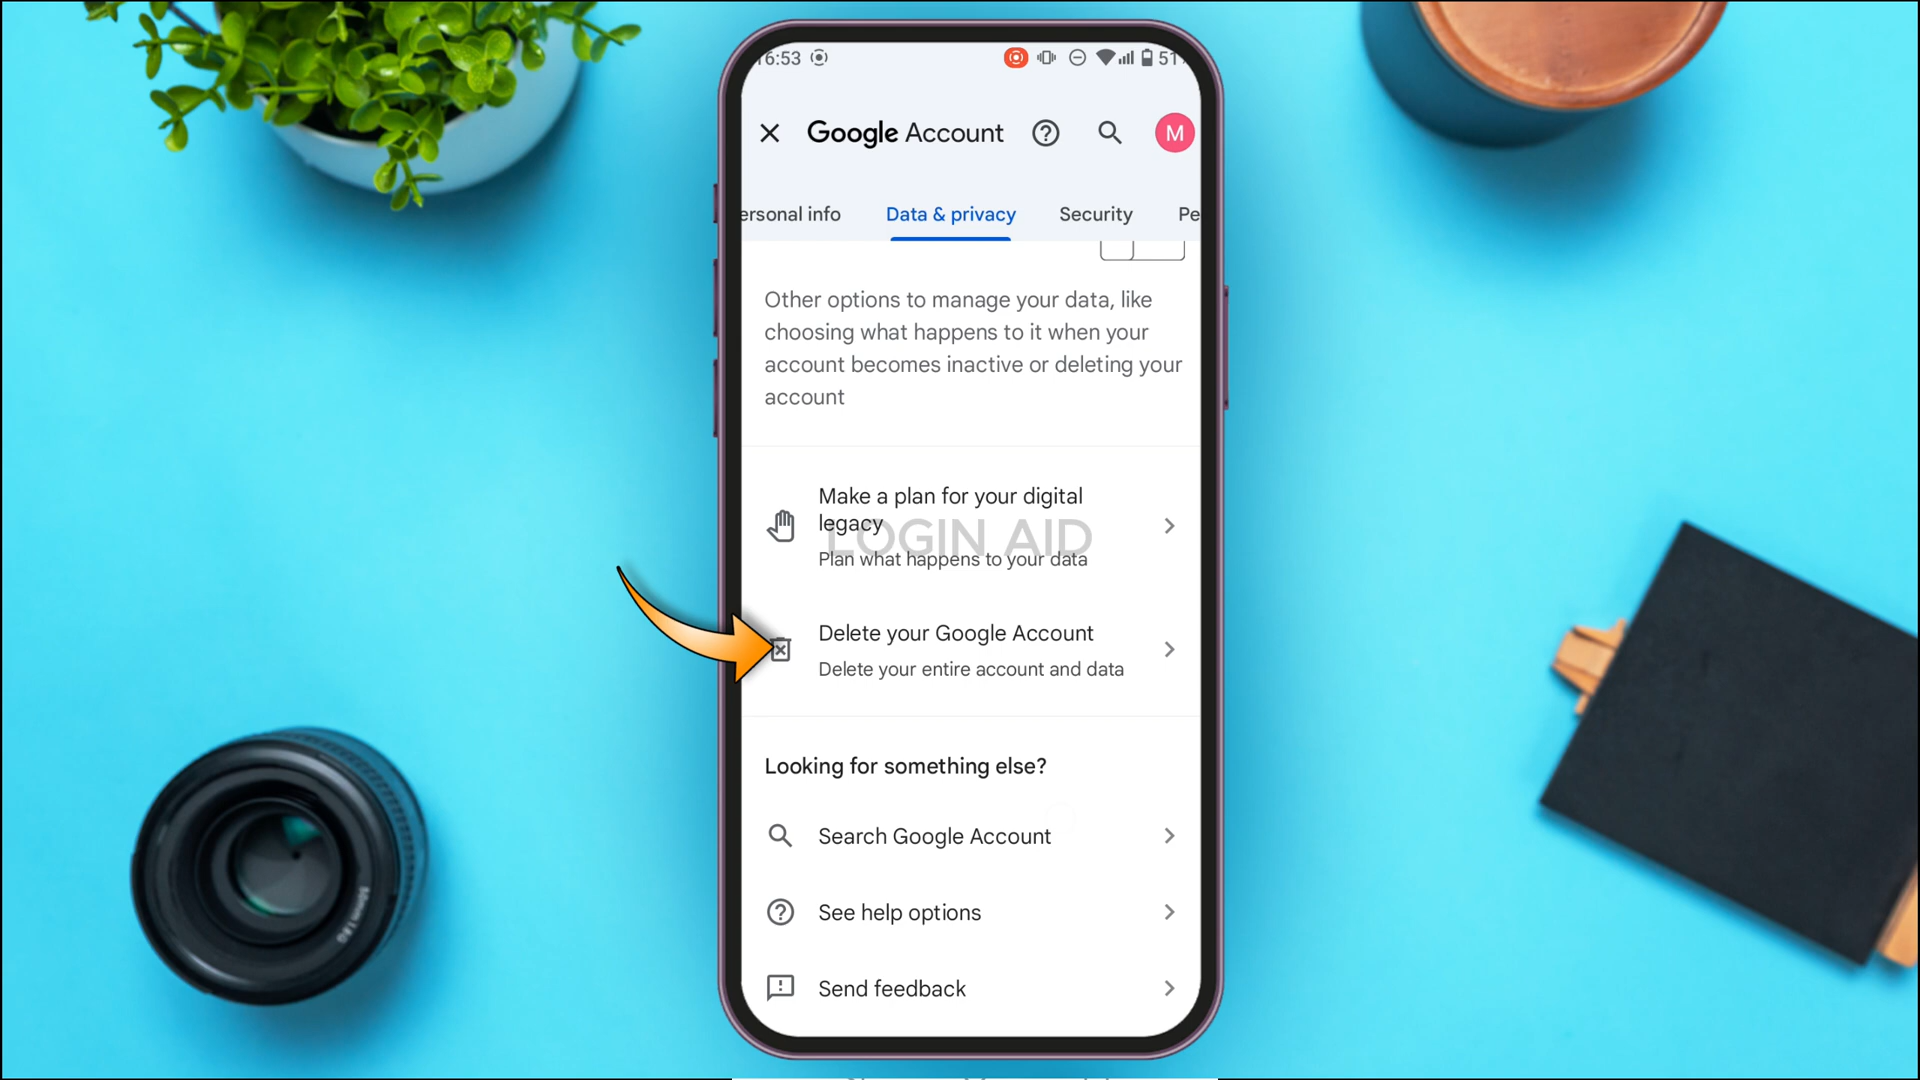 6:53
51
Google Account
M
ersonal info
Data & privacy
Security
Pe
Other options to manage your data, like
choosing what happens to it when your
account becomes inactive or deleting your
account
Make a plan for your digital
legacy
LOGIN AID
Plan what happens to your data
Delete your Google Account
Delete your entire account and data
Looking for something else?
Search Google Account
See help options
Send feedback